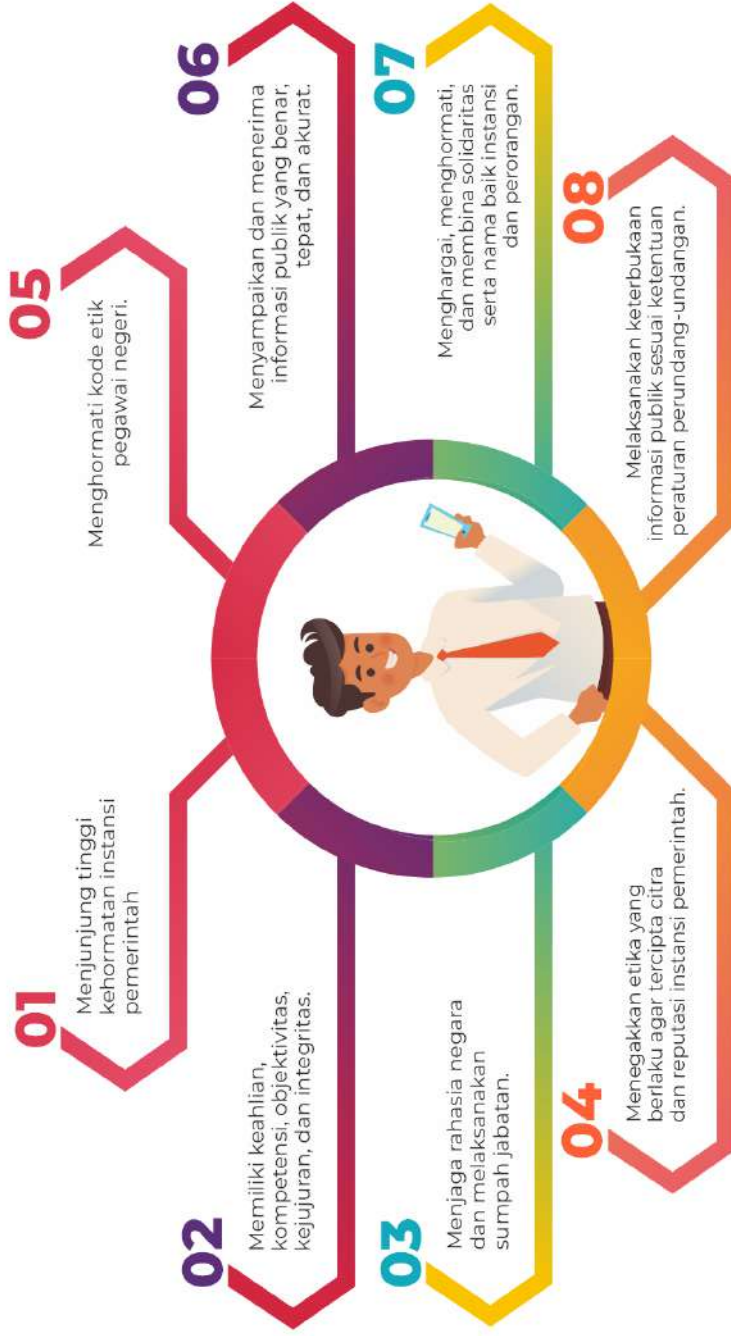 01
Menjunjung tinggi
kehormatan instansi
pemerintah
02
Memiliki keahlian,
kompetensi, objektivitas,
kejujuran, dan integritas.
03
Menjaga rahasia negara
dan melaksanakan
sumpah jabatan.
04
Menegakkan etika yang
berlaku agar tercipta citra
dan reputasi instansi pemerintah.
05
Menghormati kode etik
pegawai negeri.
06
Menyampaikan dan menerima
informasi publik yang benar,
tepat, dan akurat.
07
Menghargai, menghormati,
dan membina solidaritas
serta nama baik instansi
dan perorangan.
08
Melaksanakan keterbukaan
informasi publik sesuai ketentuan
peraturan perundang-undangan.